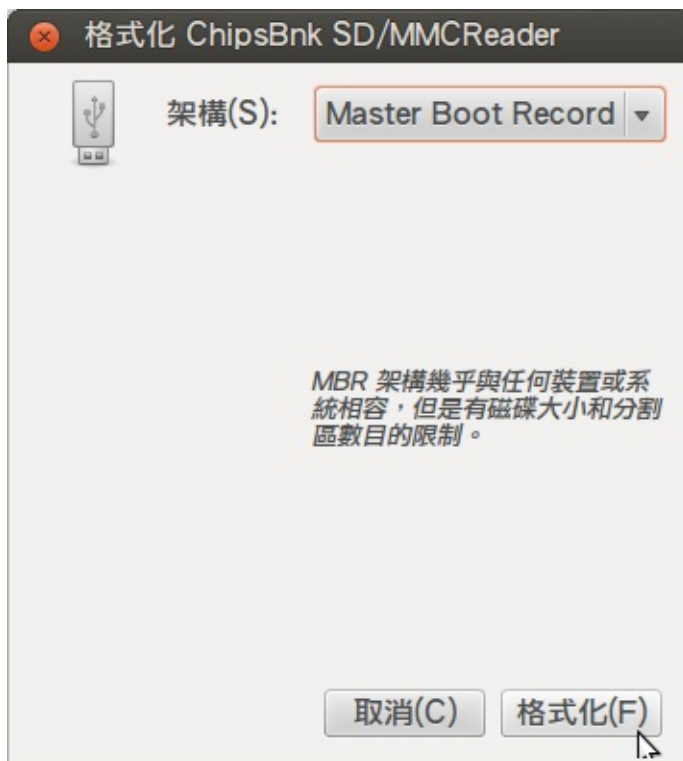 格式化 ChipsBnk SD/MMCReader
架構(S): Master Boot Record
MBR 架構幾乎與任何裝置或系
統相容，但是有磁碟大小和分割
區數目的限制。
取消(C) 格式化(F)